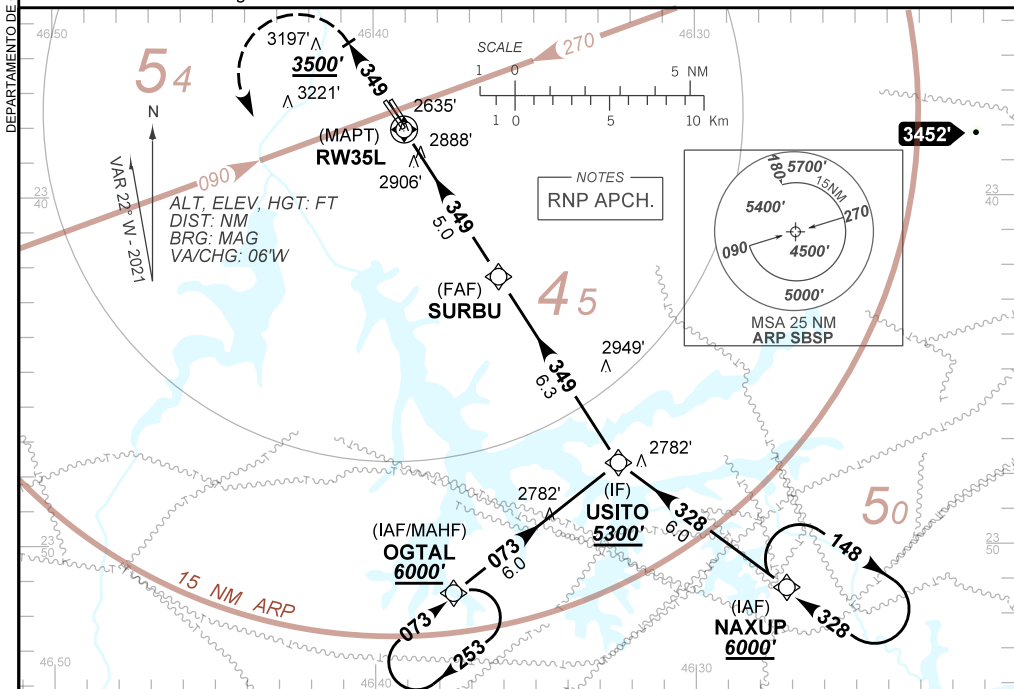 DEPARTAMENTO DE
46 50
46 40
46 30
3197'
3500'
5 4
3221'
N
VAR 22° W - 2021
23 40
349
270
SCALE
1 0 5 NM
1 0 5 10 Km
2635'
(MAPT)
RW35L
2888'
2906'
090
ALT, ELEV, HGT: FT
DIST: NM
BRG: MAG
VA/CHG: 06'W
NOTES
RNP APCH.
3452'
180
5700'
15NM
5400'
270
090
4500'
5000'
MSA 25 NM
ARP SBSP
23 40
349
5.0
(FAF)
SURBU
4 5
349
6.3
2949'
2782'
(IF)
USITO
5300'
2782'
328
6.0
5 0
(IAF/MAHF)
OGTAL
6000'
073
6.0
23 50
23 50
15 NM ARP
148
328
(IAF)
NAXUP
6000'
073
253
46 50
46 40
46 30